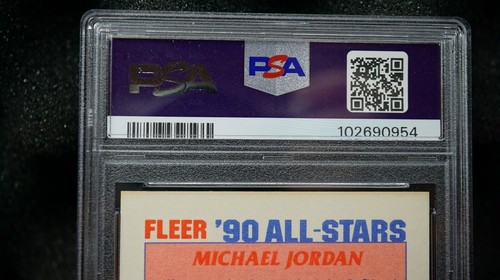 PSA PSA
102690954
FLEER '90 ALL-STARS
MICHAEL JORDAN